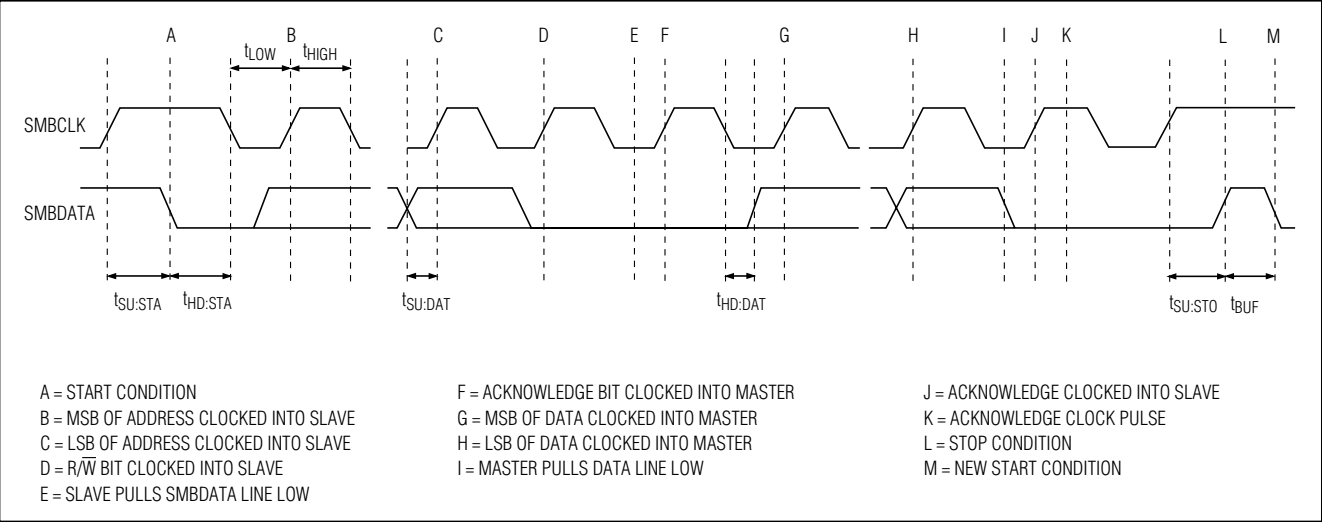 A B C D E F G H I J K L M
tLOW tHIGH
SMBCLK
SMBDATA
tSU:STA tHD:STA tSU:DAT tHD:DAT tSU:STO tBUF
A = START CONDITION
B = MSB OF ADDRESS CLOCKED INTO SLAVE
C = LSB OF ADDRESS CLOCKED INTO SLAVE
D = R/W̅ BIT CLOCKED INTO SLAVE
E = SLAVE PULLS SMBDATA LINE LOW
F = ACKNOWLEDGE BIT CLOCKED INTO MASTER
G = MSB OF DATA CLOCKED INTO MASTER
H = LSB OF DATA CLOCKED INTO MASTER
I = MASTER PULLS DATA LINE LOW
J = ACKNOWLEDGE CLOCKED INTO SLAVE
K = ACKNOWLEDGE CLOCK PULSE
L = STOP CONDITION
M = NEW START CONDITION